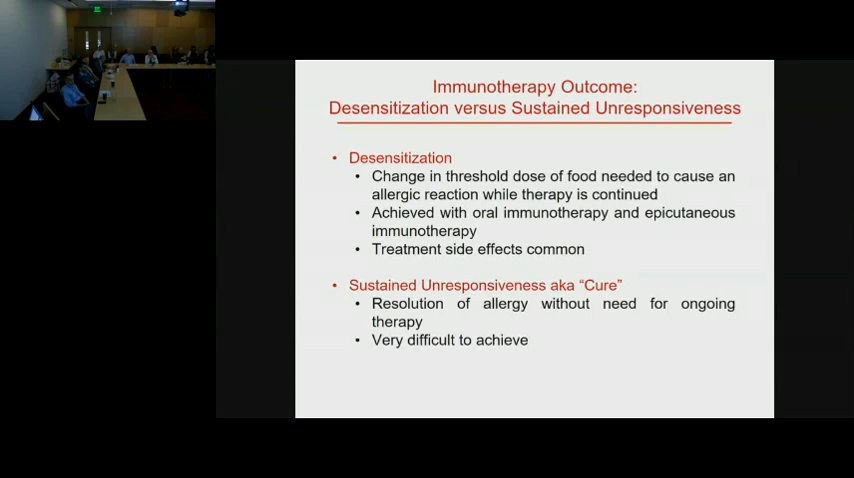 Immunotherapy Outcome:
Desensitization versus Sustained Unresponsiveness
• Desensitization
• Change in threshold dose of food needed to cause an
allergic reaction while therapy is continued
• Achieved with oral immunotherapy and epicutaneous
immunotherapy
• Treatment side effects common
• Sustained Unresponsiveness aka “Cure”
• Resolution of allergy without need for ongoing
therapy
• Very difficult to achieve